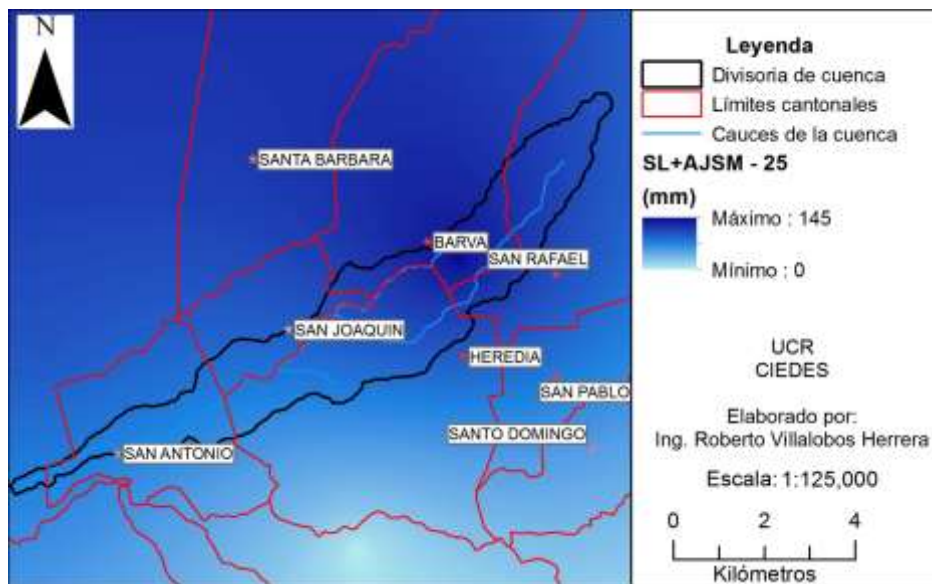 N
SANTA BARBARA
BARVA
SAN RAFAEL
SAN JOAQUIN
HEREDIA
SAN PABLO
SANTO DOMINGO
SAN ANTONIO
Leyenda
Divisoria de cuenca
Límites cantonales
Cauces de la cuenca
SL+AJSM - 25
(mm)
Máximo : 145
Mínimo : 0
UCR
CIEDES
Elaborado por:
Ing. Roberto Villalobos Herrera
Escala: 1:125,000
0 2 4
Kilómetros